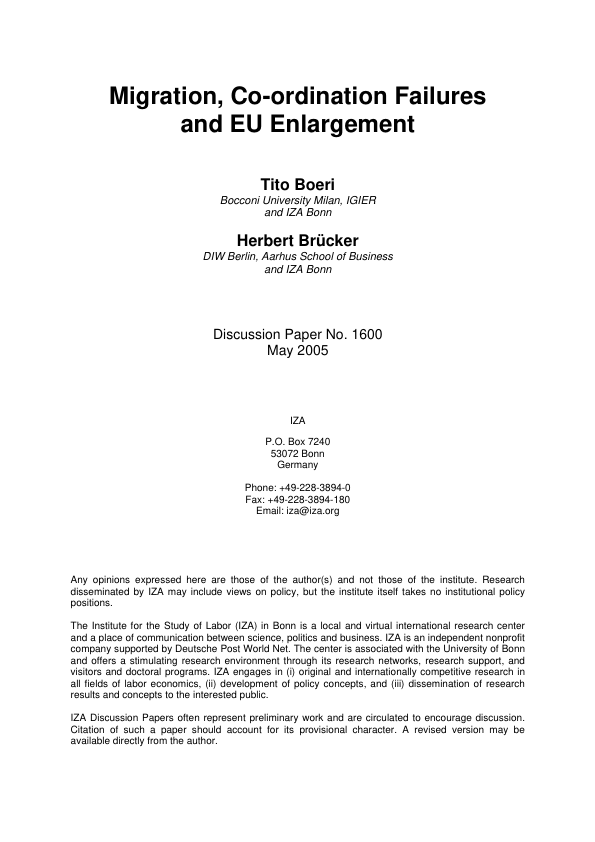 Migration, Co-ordination Failures
and EU Enlargement
Tito Boeri
Bocconi University Milan, IGIER
and IZA Bonn
Herbert Brücker
DIW Berlin, Aarhus School of Business
and IZA Bonn
Discussion Paper No. 1600
May 2005
IZA
P.O. Box 7240
53072 Bonn
Germany
Phone: +49-228-3894-0
Fax: +49-228-3894-180
Email: iza@iza.org
Any opinions expressed here are those of the author(s) and not those of the institute. Research
disseminated by IZA may include views on policy, but the institute itself takes no institutional policy
positions.
The Institute for the Study of Labor (IZA) in Bonn is a local and virtual international research center
and a place of communication between science, politics and business. IZA is an independent nonprofit
company supported by Deutsche Post World Net. The center is associated with the University of Bonn
and offers a stimulating research environment through its research networks, research support, and
visitors and doctoral programs. IZA engages in (i) original and internationally competitive research in
all fields of labor economics, (ii) development of policy concepts, and (iii) dissemination of research
results and concepts to the interested public.
IZA Discussion Papers often represent preliminary work and are circulated to encourage discussion.
Citation of such a paper should account for its provisional character. A revised version may be
available directly from the author.